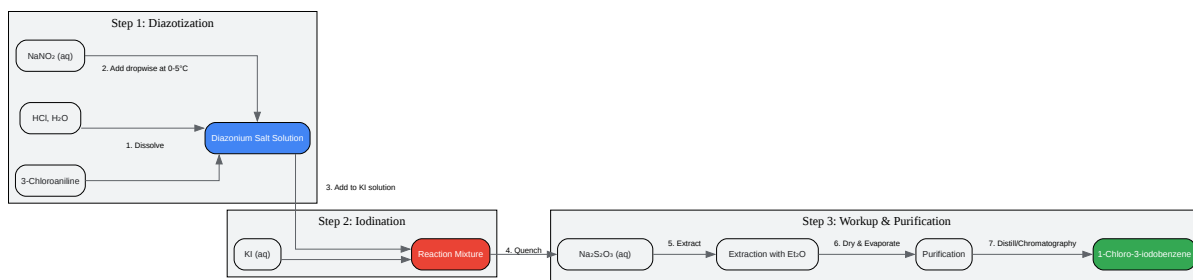 Step 1: Diazotization
NaNO₂ (aq)
2. Add dropwise at 0-5°C
HCl, H₂O
1. Dissolve
Diazonium Salt Solution
3-Chloroaniline
3. Add to KI solution
Step 2: Iodination
KI (aq)
Reaction Mixture
4. Quench
Step 3: Workup & Purification
Na₂S₂O₃ (aq)
5. Extract
Extraction with Et₂O
6. Dry & Evaporate
Purification
7. Distill/Chromatography
1-Chloro-3-iodobenzene